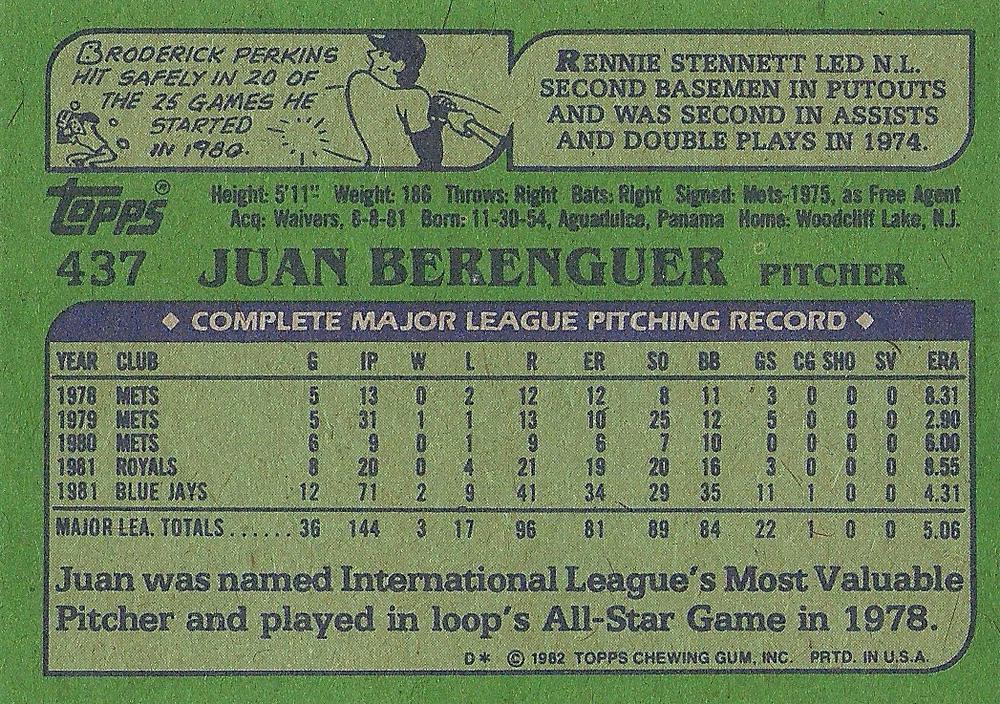 BRODERICK PERKINS
HIT SAFELY IN 20 OF
THE 25 GAMES HE
STARTED
IN 1980.
RENNIE STENNETT LED N.L.
SECOND BASEMEN IN PUTOUTS
AND WAS SECOND IN ASSISTS
AND DOUBLE PLAYS IN 1974.
TOPPS®
Height: 5'11" Weight: 186 Throws: Right Bats: Right Signed: Mets-1975, as Free Agent
Acq: Waivers, 8-8-81 Born: 11-30-54, Aguadulce, Panama Home: Woodcliff Lake, N.J.
437 JUAN BERENGUER PITCHER
◆ COMPLETE MAJOR LEAGUE PITCHING RECORD ◆
YEAR CLUB G IP W L R ER SO BB GS CG SHO SV ERA
1978 METS 5 13 0 2 12 12 8 11 3 0 0 0 8.31
1979 METS 5 31 1 1 13 10 25 12 5 0 0 0 2.90
1980 METS 6 9 0 1 9 6 7 10 0 0 0 0 6.00
1981 ROYALS 8 20 0 4 21 19 20 16 3 0 0 0 8.55
1981 BLUE JAYS 12 71 2 9 41 34 29 35 11 1 0 0 4.31
MAJOR LEA. TOTALS...... 36 144 3 17 96 81 89 84 22 1 0 0 5.06
Juan was named International League's Most Valuable
Pitcher and played in loop's All-Star Game in 1978.
D* © 1982 TOPPS CHEWING GUM, INC. PRTD. IN U.S.A.